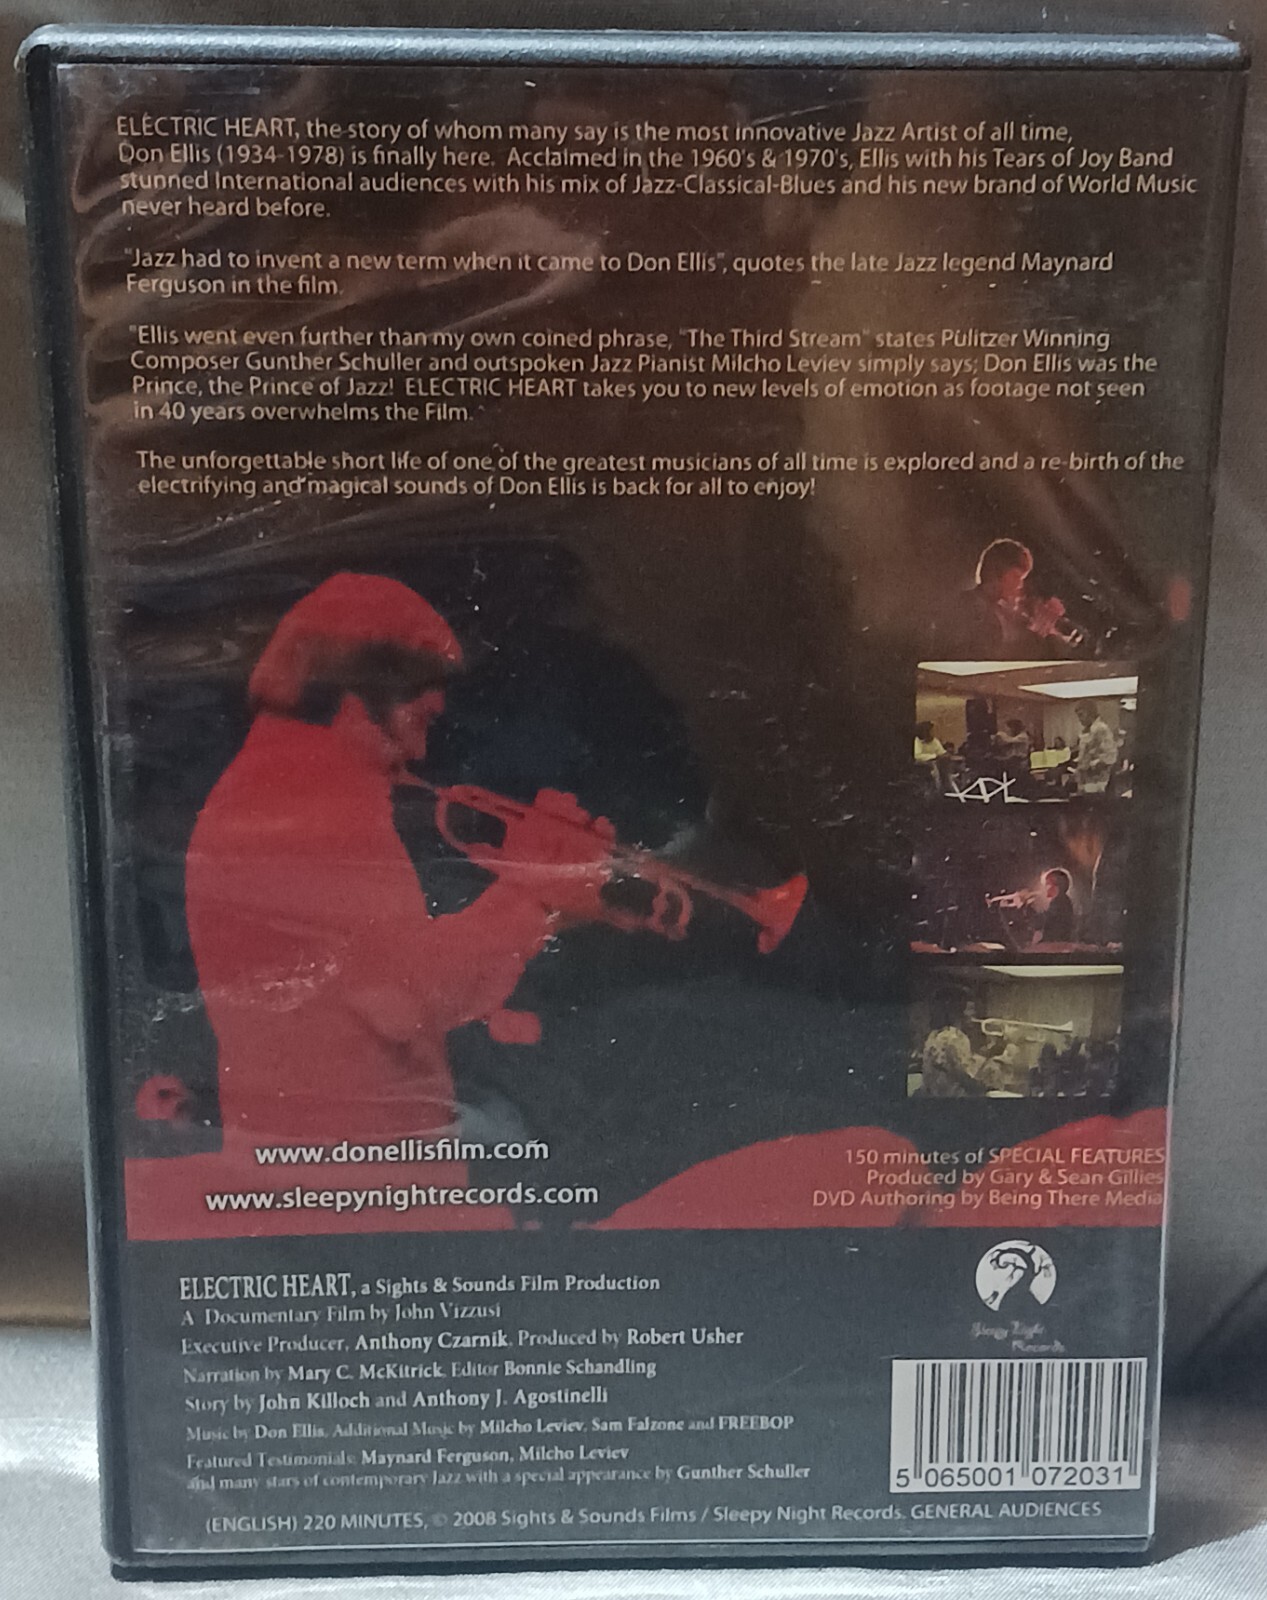 ELECTRIC HEART, the story of whom many say is the most innovative Jazz Artist of all time,
Don Ellis (1934-1978) is finally here. Acclaimed in the 1960's & 1970's, Ellis with his Tears of Joy Band
stunned International audiences with his mix of Jazz-Classical-Blues and his new brand of World Music
never heard before.
"Jazz had to invent a new term when it came to Don Ellis", quotes the late Jazz legend Maynard
Ferguson in the film.
"Ellis went even further than my own coined phrase, "The Third Stream" states Pulitzer Winning
Composer Gunther Schuller and outspoken Jazz Pianist Milcho Leviev simply says; Don Ellis was the
Prince, the Prince of Jazz! ELECTRIC HEART takes you to new levels of emotion as footage not seen
in 40 years overwhelms the Film.
The unforgettable short life of one of the greatest musicians of all time is explored and a re-birth of the
electrifying and magical sounds of Don Ellis is back for all to enjoy!
www.donellisfilm.com
www.sleepynightrecords.com
150 minutes of SPECIAL FEATURES
Produced by Gary & Sean Gillies
DVD Authoring by Being There Media
ELECTRIC HEART, a Sights & Sounds Film Production
A Documentary Film by John Vizzusi
Executive Producer, Anthony Czarnik, Produced by Robert Usher
Narration by Mary C. McKitrick, Editor Bonnie Schandling
Story by John Killoch and Anthony J. Agostinelli
Music by Don Ellis, Additional Music by Milcho Leviev, Sam Falzone and FREEBOP
Featured Testimonials: Maynard Ferguson, Milcho Leviev
and many stars of contemporary Jazz with a special appearance by Gunther Schuller
Sleepy Night
Records
5 065001 072031
(ENGLISH) 220 MINUTES, © 2008 Sights & Sounds Films / Sleepy Night Records. GENERAL AUDIENCES